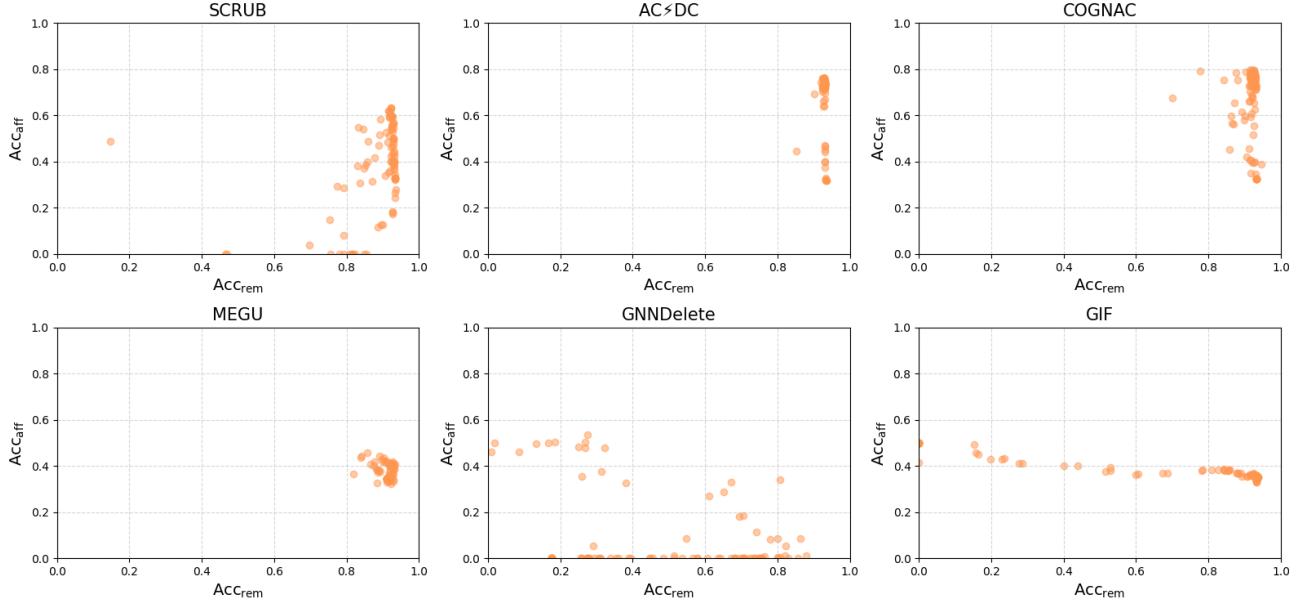 SCRUB
AC⚡DC
COGNAC
1.0 1.0 1.0
0.8 0.8 0.8
0.6 0.6 0.6
Acc_aff Acc_aff Acc_aff
0.4 0.4 0.4
0.2 0.2 0.2
0.0 0.0 0.0
0.0 0.2 0.4 0.6 0.8 1.0 0.0 0.2 0.4 0.6 0.8 1.0 0.0 0.2 0.4 0.6 0.8 1.0
Acc_rem Acc_rem Acc_rem
MEGU
GNNDelete
GIF
1.0 1.0 1.0
0.8 0.8 0.8
0.6 0.6 0.6
Acc_aff Acc_aff Acc_aff
0.4 0.4 0.4
0.2 0.2 0.2
0.0 0.0 0.0
0.0 0.2 0.4 0.6 0.8 1.0 0.0 0.2 0.4 0.6 0.8 1.0 0.0 0.2 0.4 0.6 0.8 1.0
Acc_rem Acc_rem Acc_rem